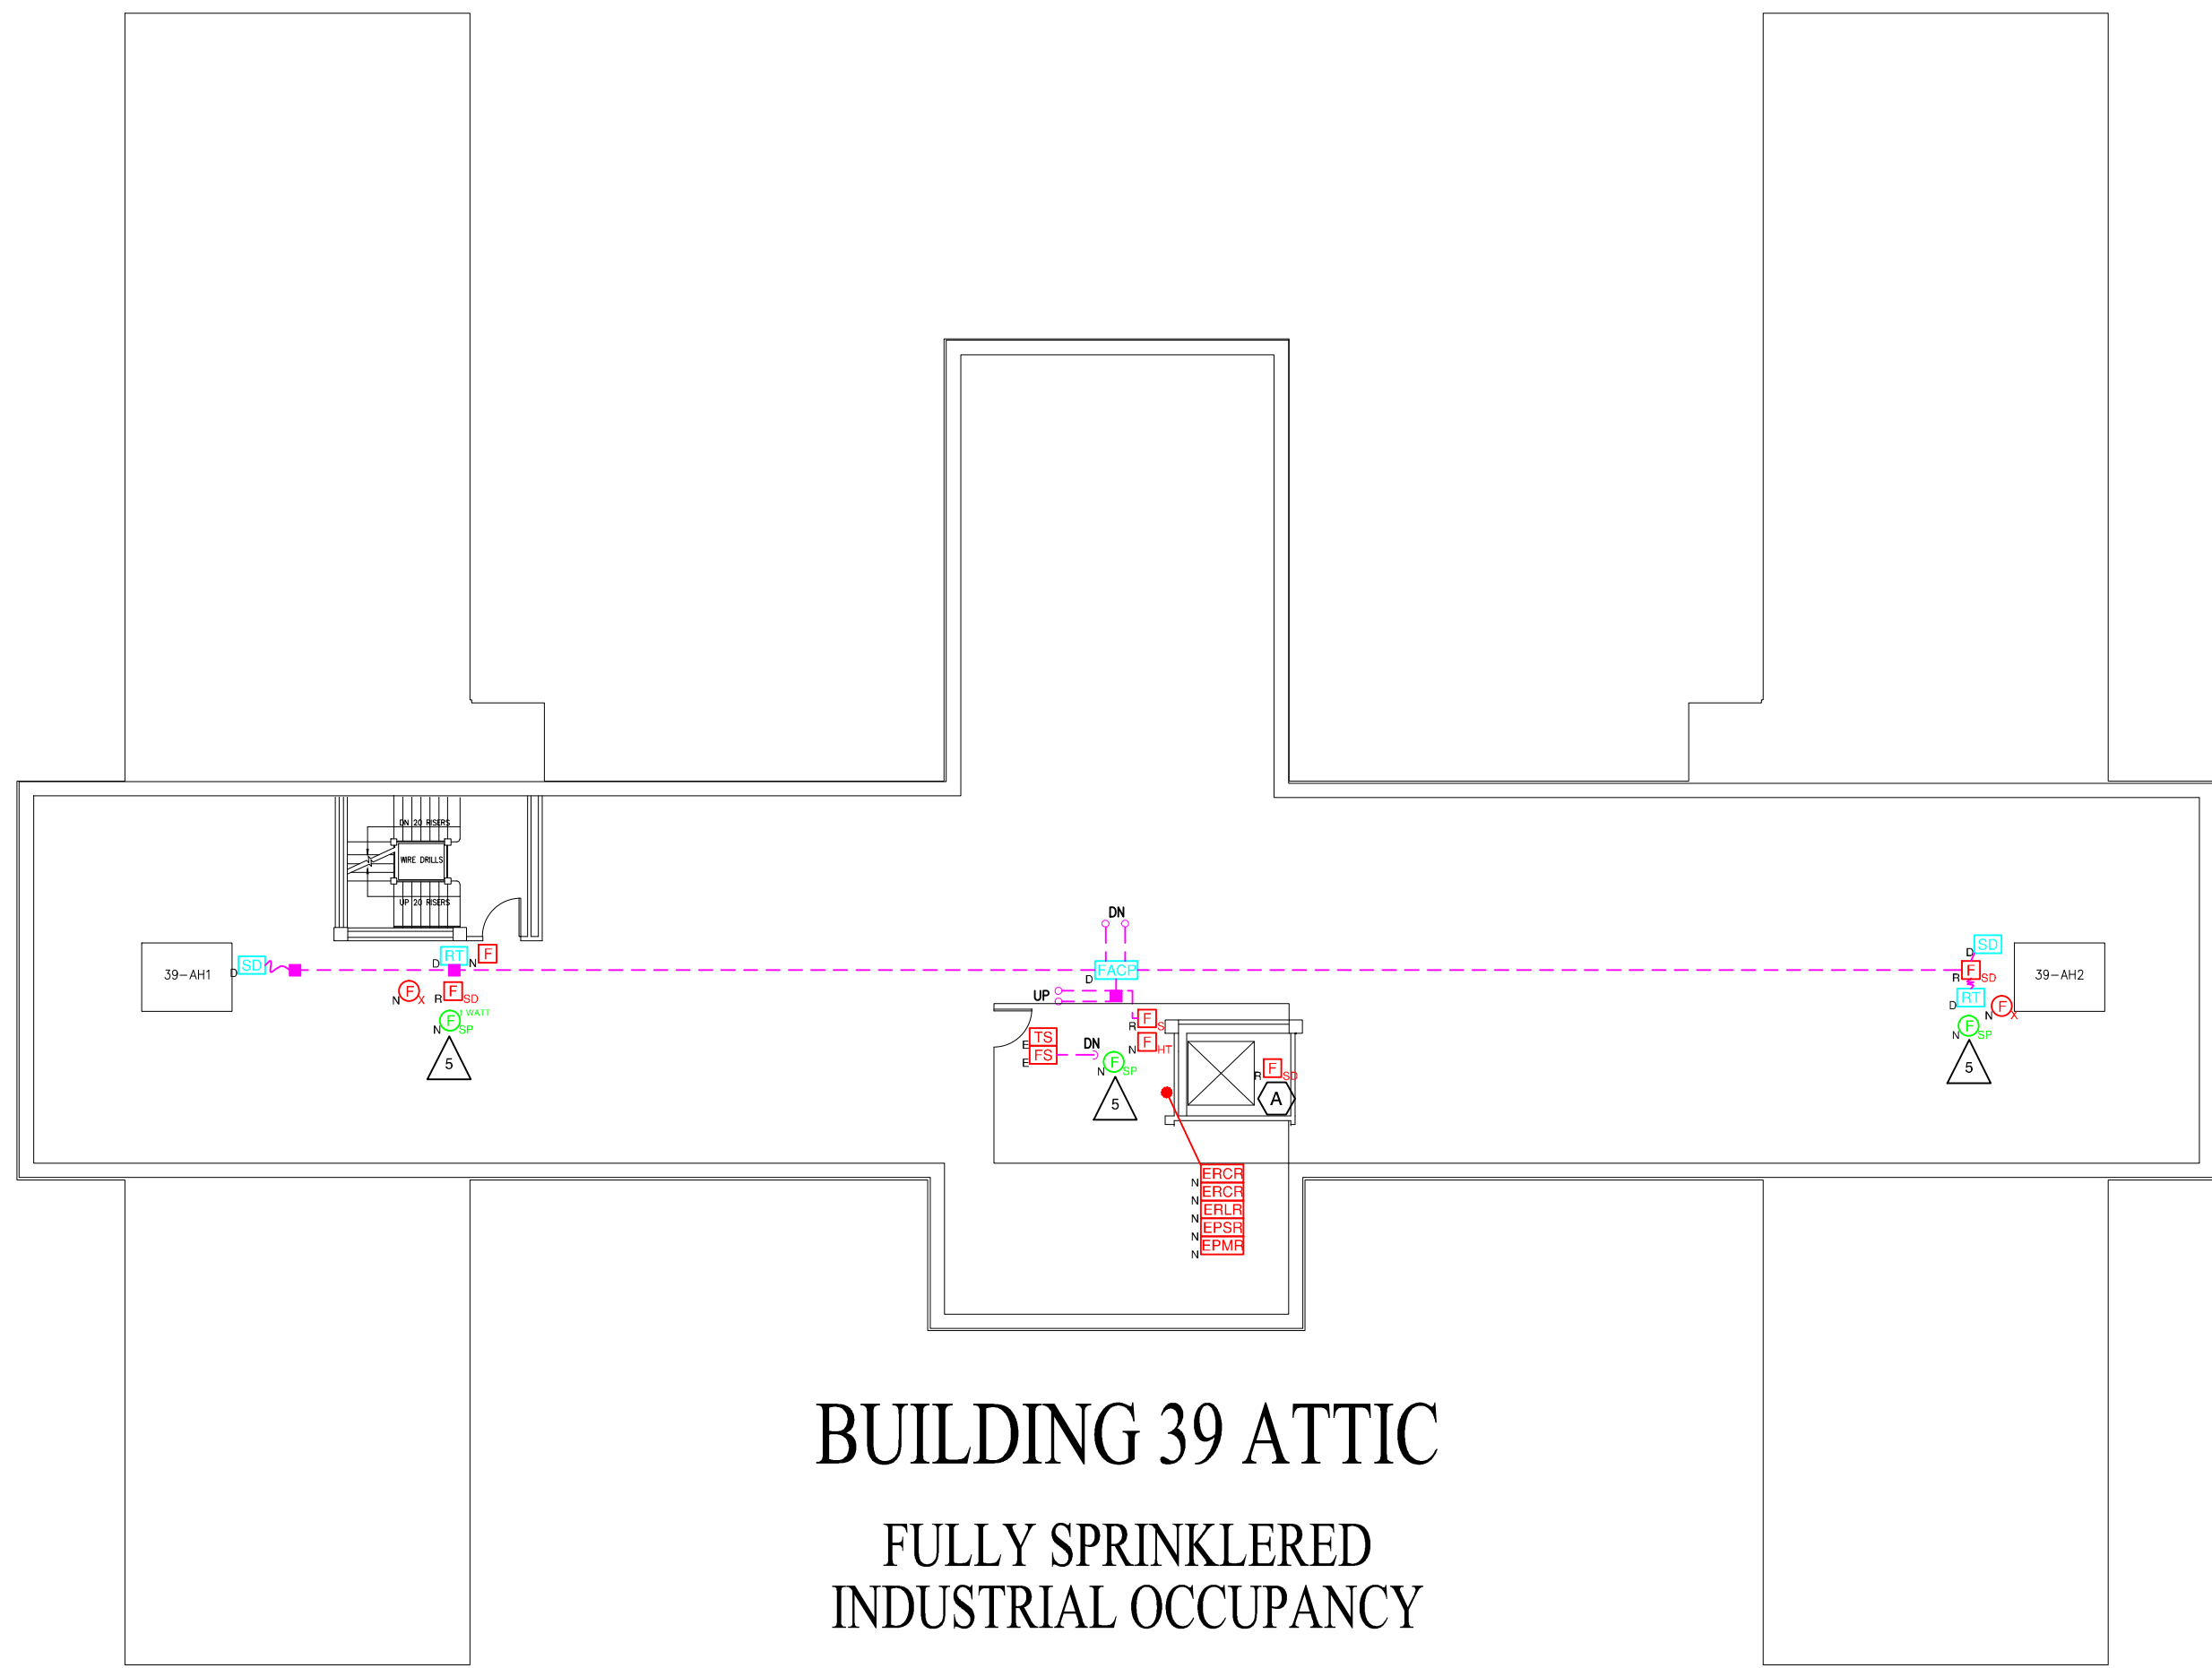 DN 20 RISERS
WIRE DRILLS
UP 20 RISERS
39-AH1
D SD
D RT
N F
N F X
R F SD
N F SP 1 WATT
5
DN
FACP
D
UP
R F S
N F HT
E TS
E FS
DN
N F SP
5
R F SD
A
N ERCR
N ERCR
N ERLR
N EPSR
N EPMR
D SD
R F SD
D RT
N F X
N F SP
5
39-AH2
BUILDING 39 ATTIC
FULLY SPRINKLERED
INDUSTRIAL OCCUPANCY